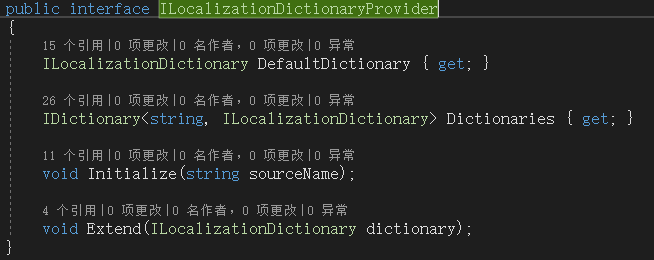 public interface ILocalizationDictionaryProvider
{
15 个引用|0 项更改|0 名作者，0 项更改|0 异常
ILocalizationDictionary DefaultDictionary { get; }
26 个引用|0 项更改|0 名作者，0 项更改|0 异常
IDictionary<string, ILocalizationDictionary> Dictionaries { get; }
11 个引用|0 项更改|0 名作者，0 项更改|0 异常
void Initialize(string sourceName);
4 个引用|0 项更改|0 名作者，0 项更改|0 异常
void Extend(ILocalizationDictionary dictionary);
}